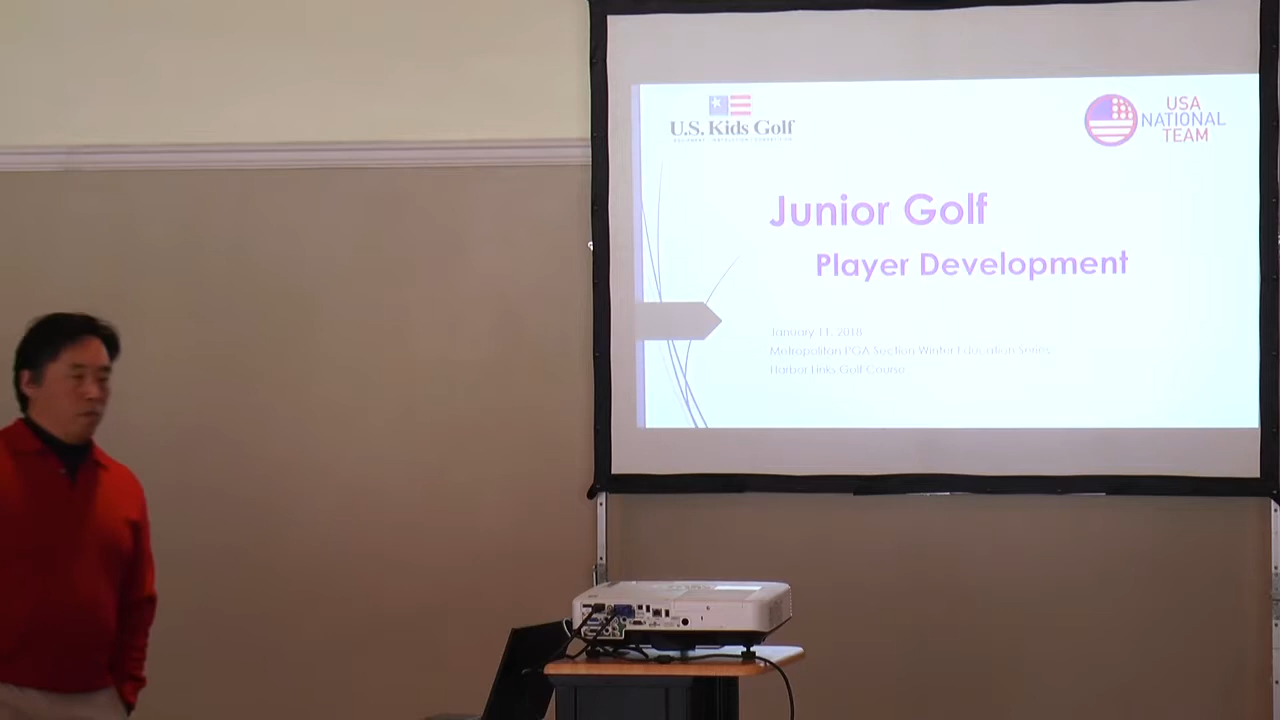 U.S. Kids Golf
USA
NATIONAL
TEAM
Junior Golf
Player Development
January 11, 2018
Metropolitan PGA Section Winter Education Series
Harbor Links Golf Course